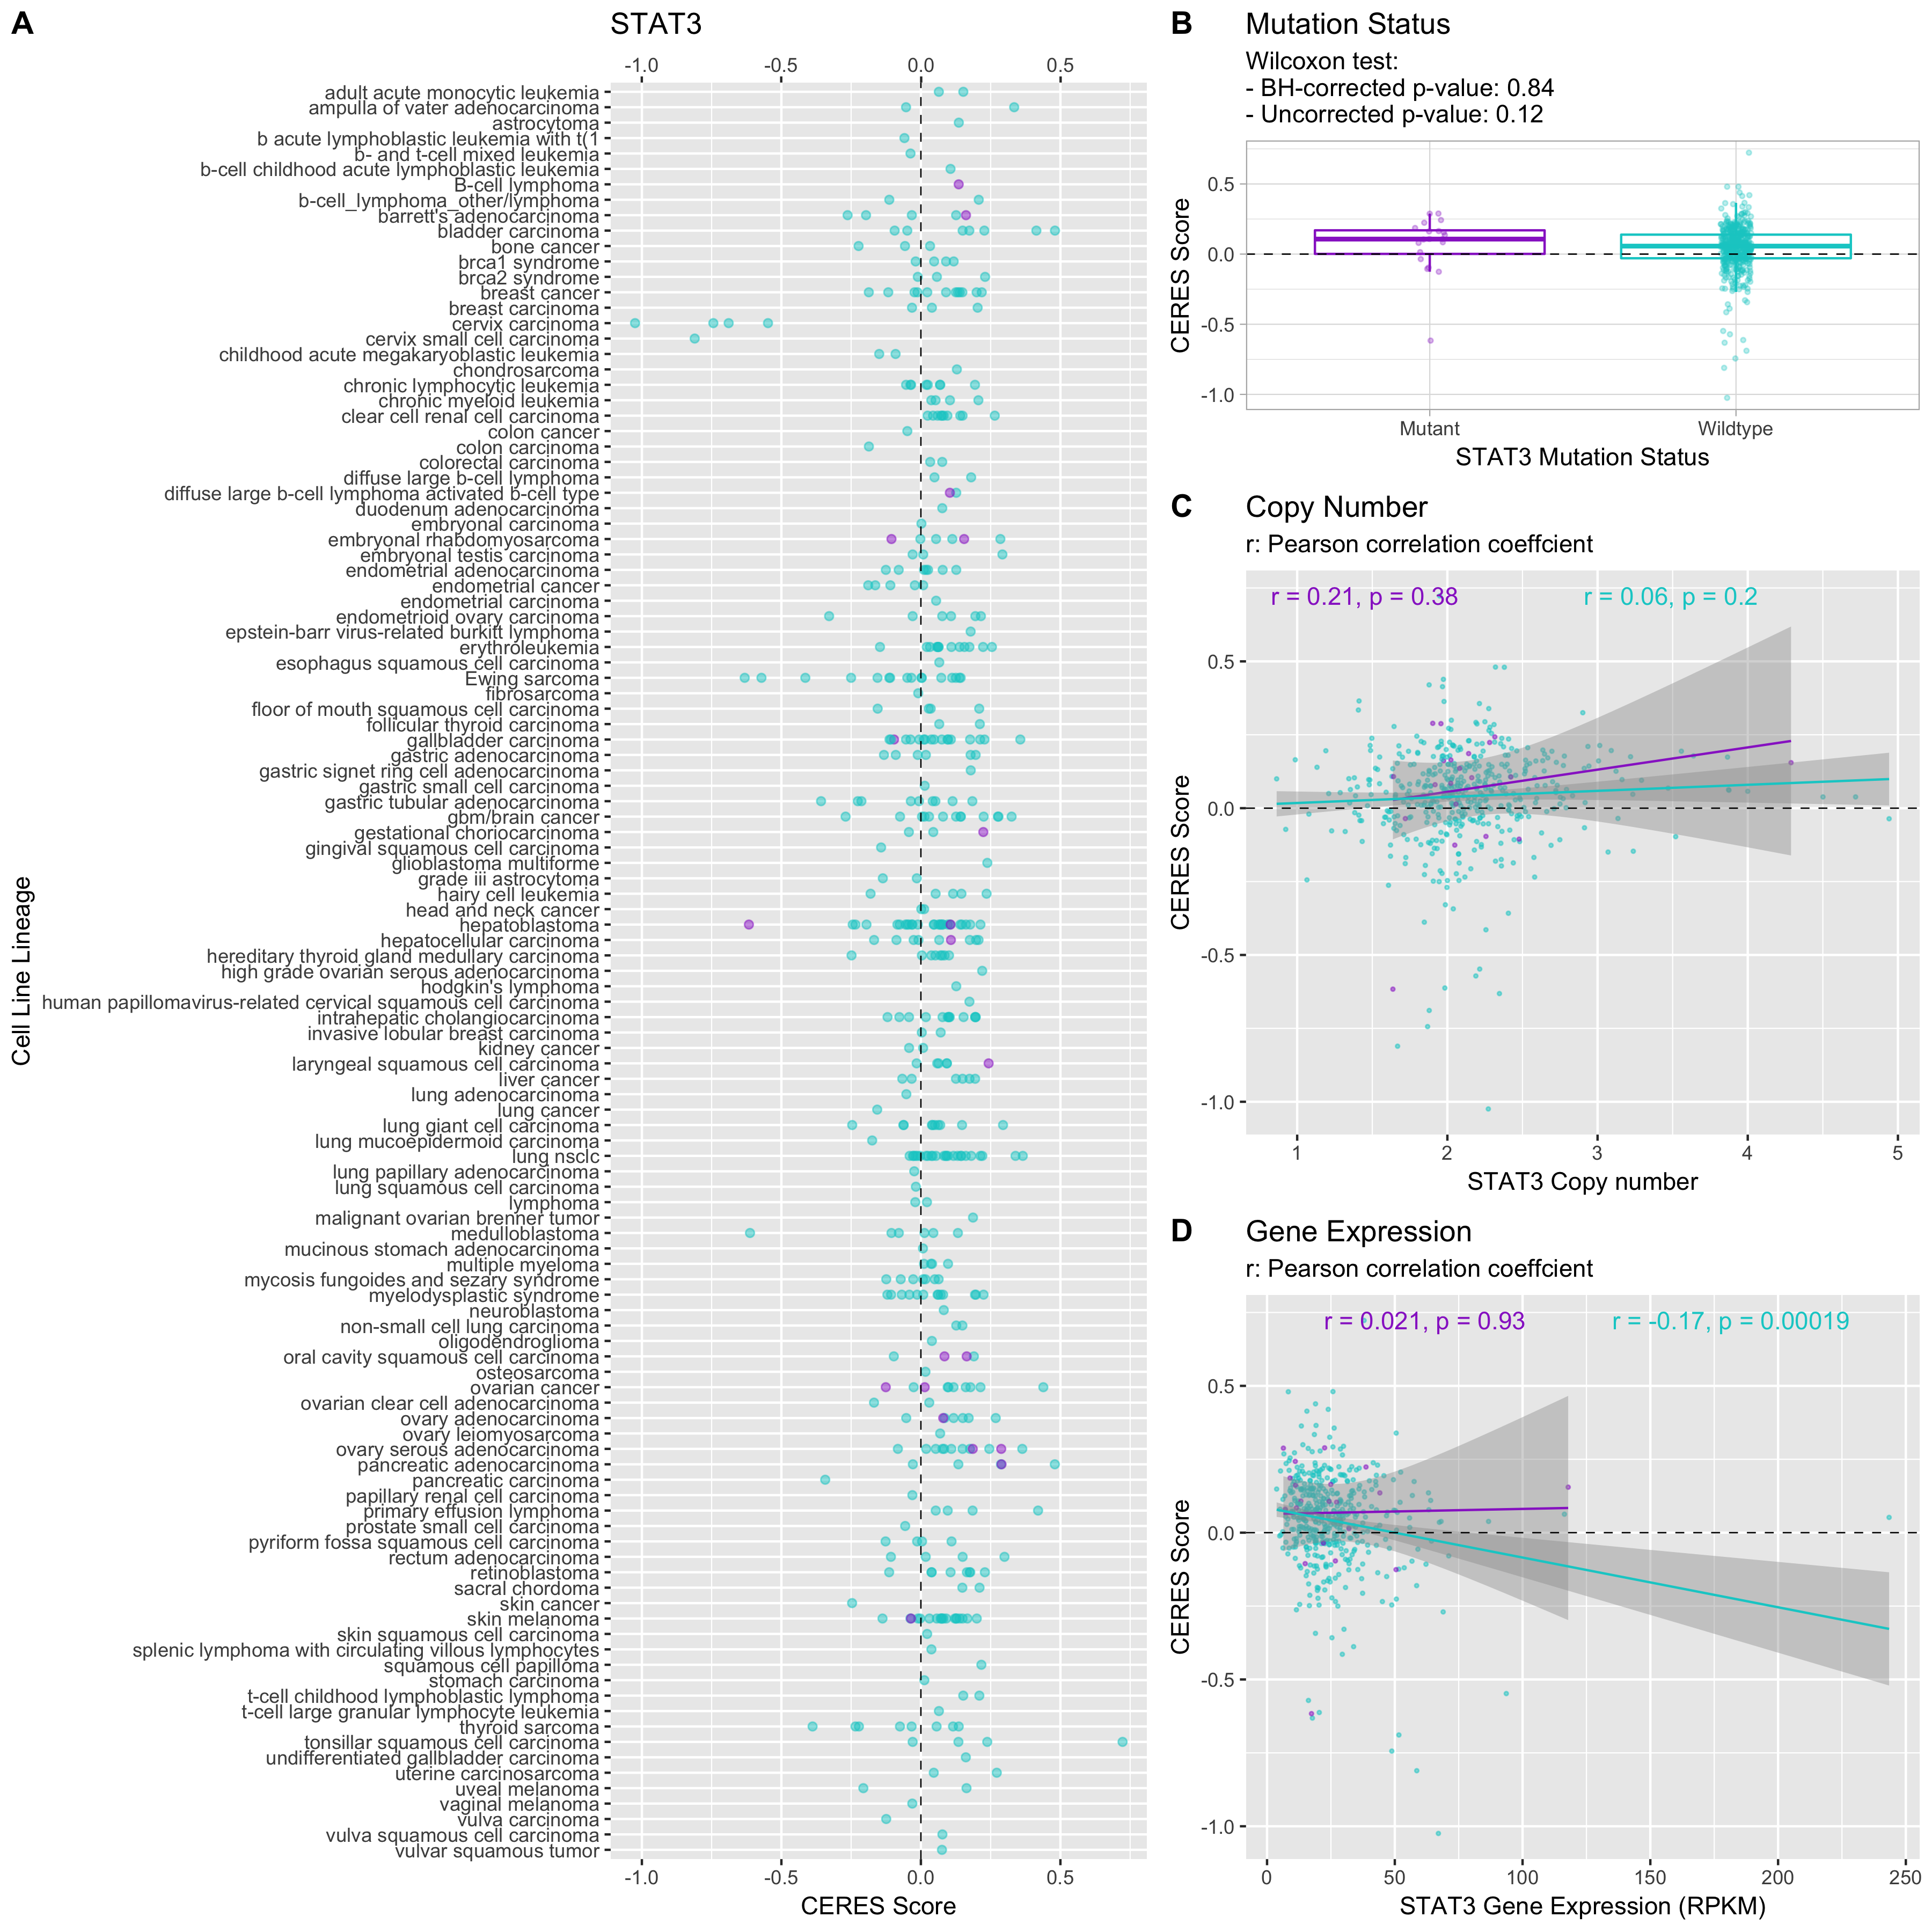 A
STAT3
-1.0 -0.5 0.0 0.5
adult acute monocytic leukemia
ampulla of vater adenocarcinoma
astrocytoma
b acute lymphoblastic leukemia with t(1
b- and t-cell mixed leukemia
b-cell childhood acute lymphoblastic leukemia
B-cell lymphoma
b-cell_lymphoma_other/lymphoma
barrett's adenocarcinoma
bladder carcinoma
bone cancer
brca1 syndrome
brca2 syndrome
breast cancer
breast carcinoma
cervix carcinoma
cervix small cell carcinoma
childhood acute megakaryoblastic leukemia
chondrosarcoma
chronic lymphocytic leukemia
chronic myeloid leukemia
clear cell renal cell carcinoma
colon cancer
colon carcinoma
colorectal carcinoma
diffuse large b-cell lymphoma
diffuse large b-cell lymphoma activated b-cell type
duodenum adenocarcinoma
embryonal carcinoma
embryonal rhabdomyosarcoma
embryonal testis carcinoma
endometrial adenocarcinoma
endometrial cancer
endometrial carcinoma
endometrioid ovary carcinoma
epstein-barr virus-related burkitt lymphoma
erythroleukemia
esophagus squamous cell carcinoma
Ewing sarcoma
fibrosarcoma
floor of mouth squamous cell carcinoma
follicular thyroid carcinoma
gallbladder carcinoma
gastric adenocarcinoma
gastric signet ring cell adenocarcinoma
gastric small cell carcinoma
gastric tubular adenocarcinoma
gbm/brain cancer
gestational choriocarcinoma
gingival squamous cell carcinoma
glioblastoma multiforme
grade iii astrocytoma
hairy cell leukemia
head and neck cancer
hepatoblastoma
hepatocellular carcinoma
hereditary thyroid gland medullary carcinoma
high grade ovarian serous adenocarcinoma
hodgkin's lymphoma
human papillomavirus-related cervical squamous cell carcinoma
intrahepatic cholangiocarcinoma
invasive lobular breast carcinoma
kidney cancer
laryngeal squamous cell carcinoma
liver cancer
lung adenocarcinoma
lung cancer
lung giant cell carcinoma
lung mucoepidermoid carcinoma
lung nsclc
lung papillary adenocarcinoma
lung squamous cell carcinoma
lymphoma
malignant ovarian brenner tumor
medulloblastoma
mucinous stomach adenocarcinoma
multiple myeloma
mycosis fungoides and sezary syndrome
myelodysplastic syndrome
neuroblastoma
non-small cell lung carcinoma
oligodendroglioma
oral cavity squamous cell carcinoma
osteosarcoma
ovarian cancer
ovarian clear cell adenocarcinoma
ovary adenocarcinoma
ovary leiomyosarcoma
ovary serous adenocarcinoma
pancreatic adenocarcinoma
pancreatic carcinoma
papillary renal cell carcinoma
primary effusion lymphoma
prostate small cell carcinoma
pyriform fossa squamous cell carcinoma
rectum adenocarcinoma
retinoblastoma
sacral chordoma
skin cancer
skin melanoma
skin squamous cell carcinoma
splenic lymphoma with circulating villous lymphocytes
squamous cell papilloma
stomach carcinoma
t-cell childhood lymphoblastic lymphoma
t-cell large granular lymphocyte leukemia
thyroid sarcoma
tonsillar squamous cell carcinoma
undifferentiated gallbladder carcinoma
uterine carcinosarcoma
uveal melanoma
vaginal melanoma
vulva carcinoma
vulva squamous cell carcinoma
vulvar squamous tumor
-1.0 -0.5 0.0 0.5
CERES Score
Cell Line Lineage
B
Mutation Status
Wilcoxon test:
- BH-corrected p-value: 0.84
- Uncorrected p-value: 0.12
0.5
0.0
-0.5
-1.0
CERES Score
Mutant Wildtype
STAT3 Mutation Status
C
Copy Number
r: Pearson correlation coeffcient
r = 0.21, p = 0.38 r = 0.06, p = 0.2
0.5
0.0
-0.5
-1.0
CERES Score
1 2 3 4 5
STAT3 Copy number
D
Gene Expression
r: Pearson correlation coeffcient
r = 0.021, p = 0.93 r = -0.17, p = 0.00019
0.5
0.0
-0.5
-1.0
CERES Score
0 50 100 150 200 250
STAT3 Gene Expression (RPKM)